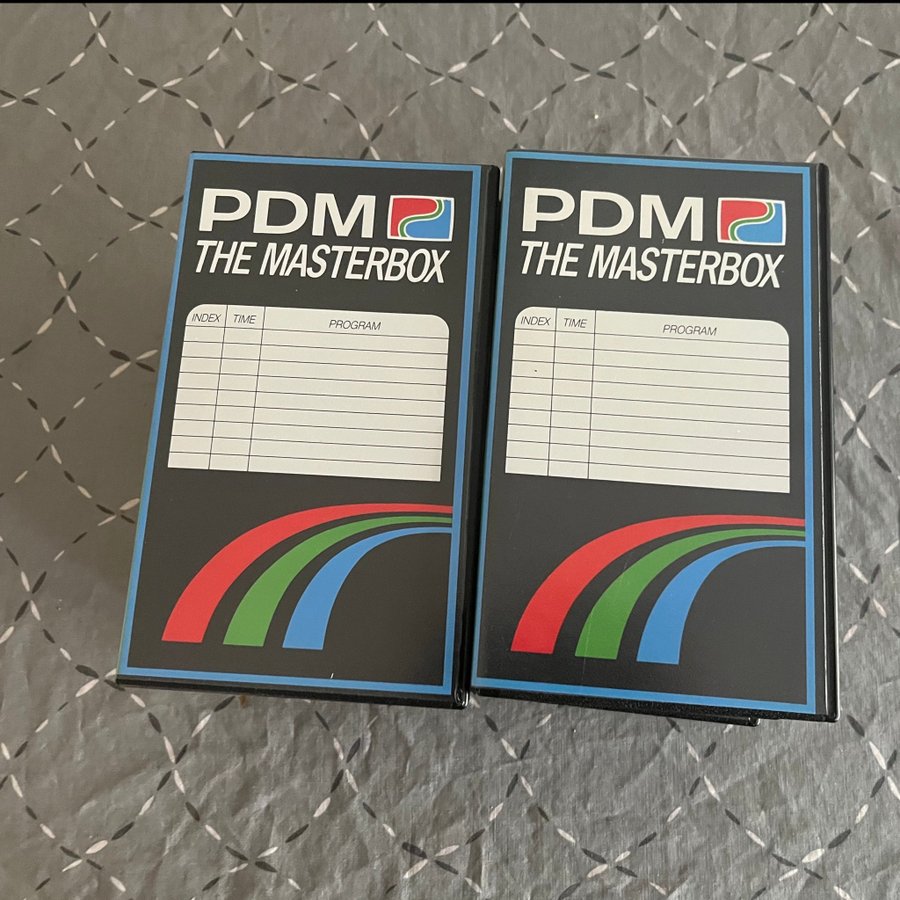 PDM
THE MASTERBOX
INDEX TIME PROGRAM
PDM
THE MASTERBOX
INDEX TIME PROGRAM